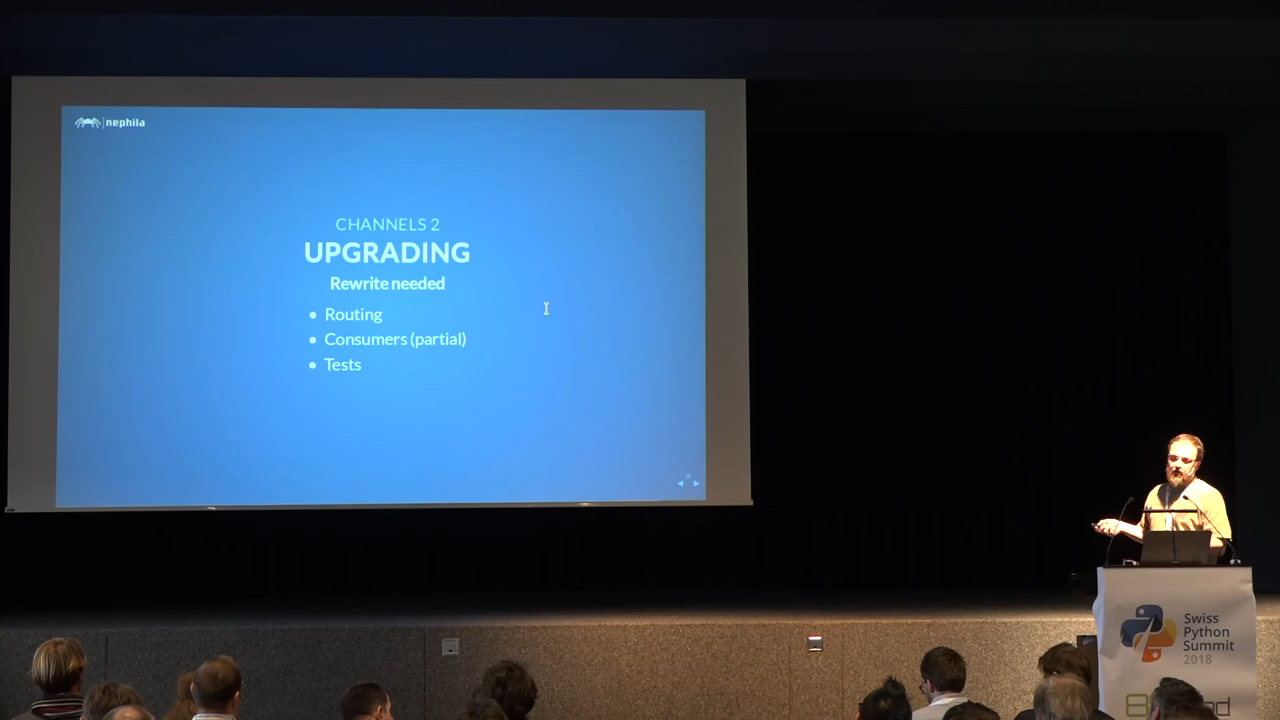 nephila
CHANNELS 2
UPGRADING
Rewrite needed
Routing
Consumers (partial)
Tests
Swiss
Python
Summit
2018